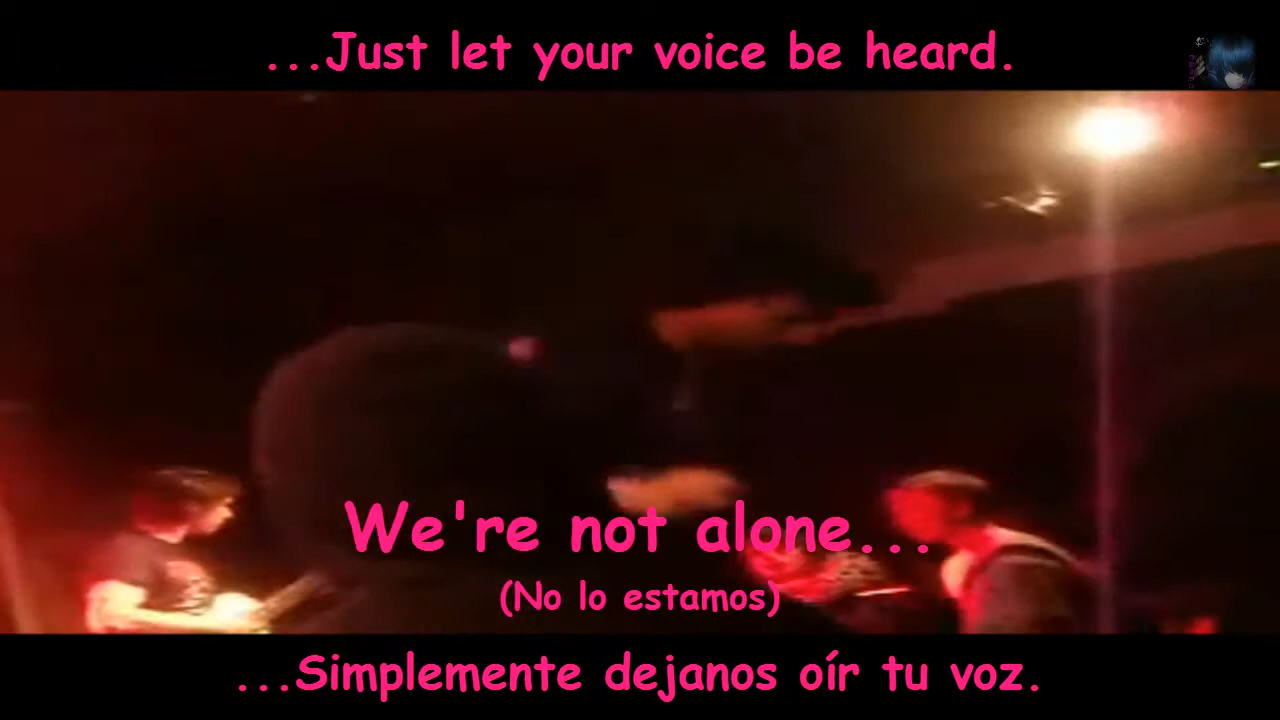 ...Just let your voice be heard.
We're not alone...
(No lo estamos)
...Simplemente dejanos oír tu voz.